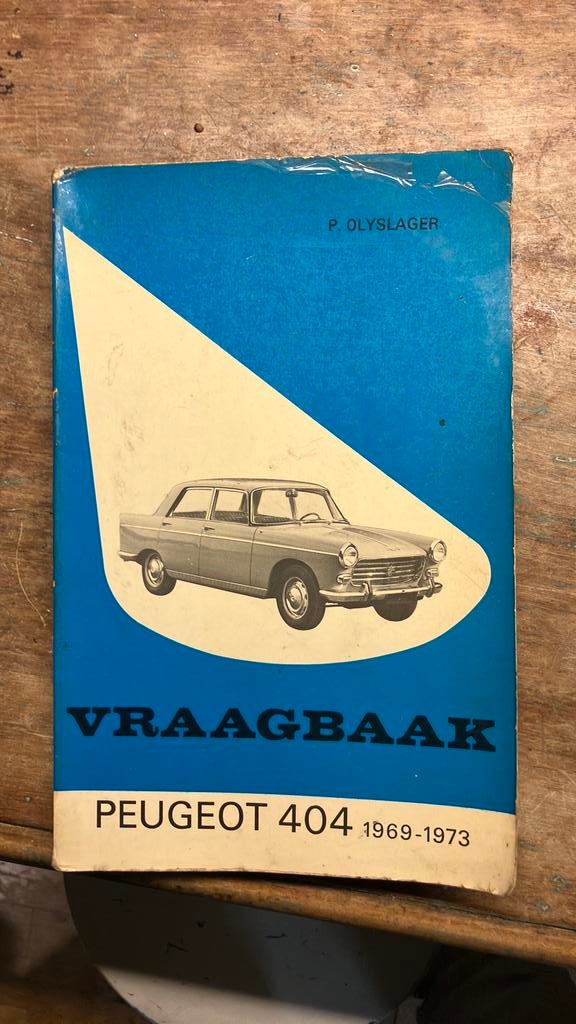 P. OLYSLAGER
VRAAGBAAK
PEUGEOT 404 1969-1973